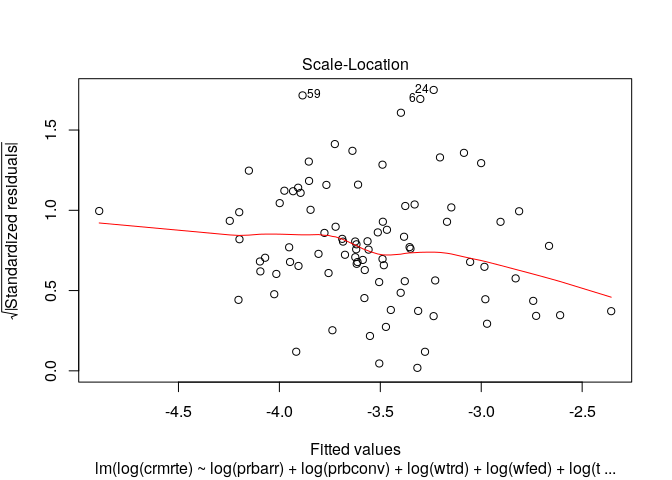 Scale-Location
√|Standardized residuals|
0.0
0.5
1.0
1.5
59
24
6
-4.5 -4.0 -3.5 -3.0 -2.5
Fitted values
lm(log(crmrte) ~ log(prbarr) + log(prbconv) + log(wtrd) + log(wfed) + log(t ...